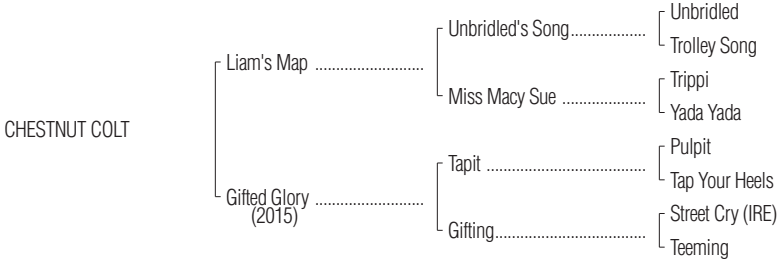 Unbridled
Unbridled's Song..................
Trolley Song
Liam's Map ..........................
Trippi
Miss Macy Sue ....................
Yada Yada
CHESTNUT COLT
Pulpit
Tapit ......................................
Tap Your Heels
Gifted Glory ..........................
(2015)
Street Cry (IRE)
Gifting....................................
Teeming